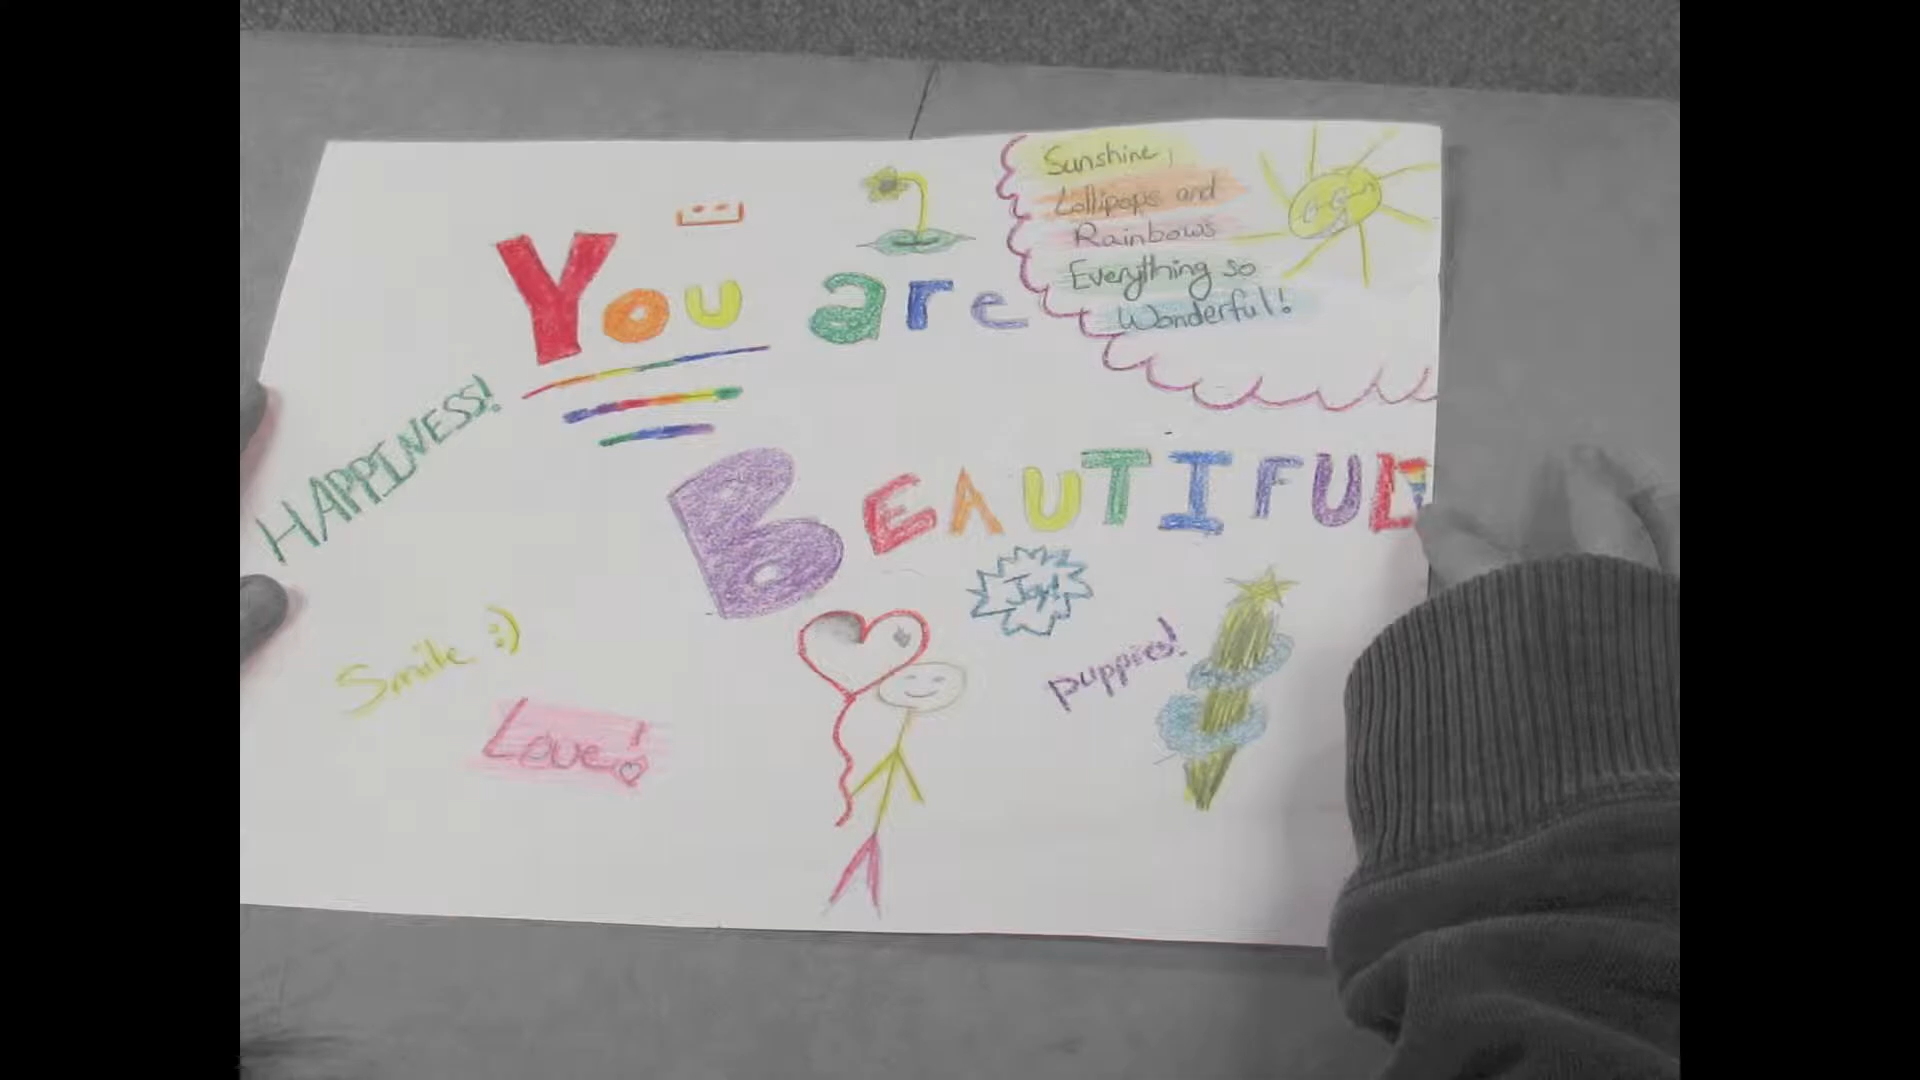 Sunshine,
Lollipops and
Rainbows
Everything so
Wonderful!
You are
HAPPINESS!
BEAUTIFUL
Joy!
Smile :)
puppies!
Love!